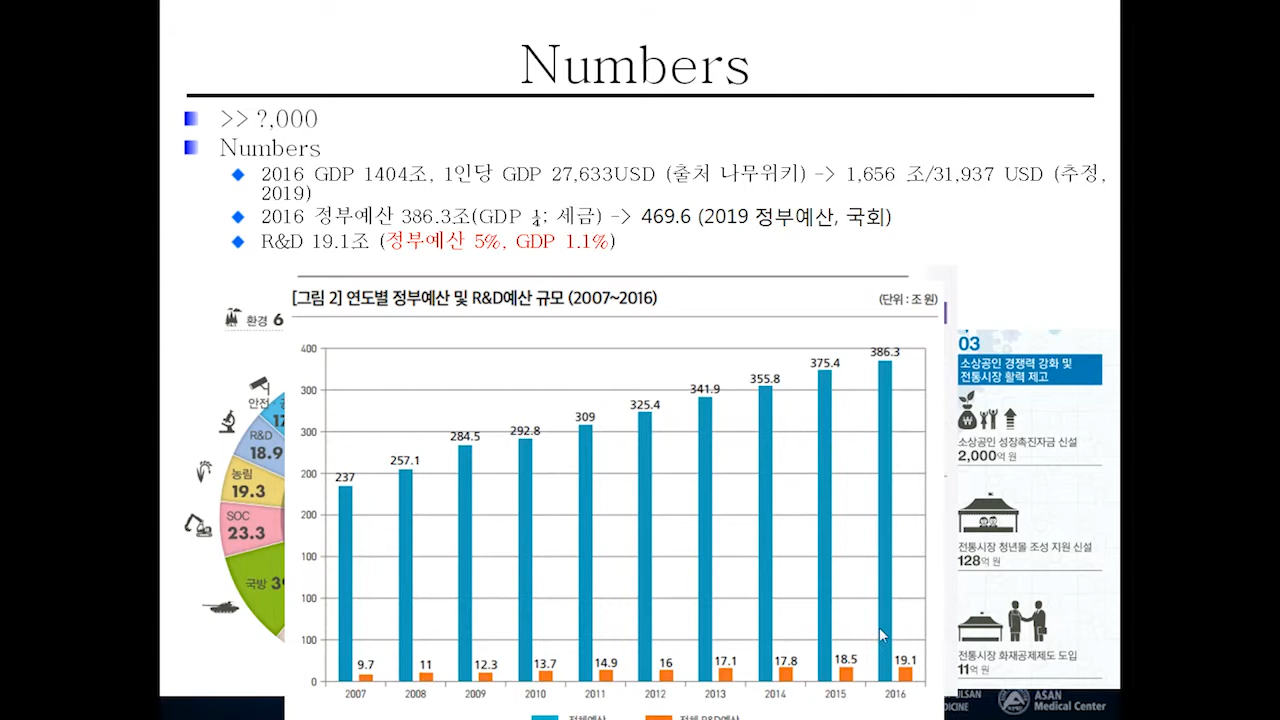 Numbers
>> ?,000
Numbers
2016 GDP 1404조, 1인당 GDP 27,633USD (출처 나무위키) -> 1,656 조/31,937 USD (추정,
2019)
2016 정부예산 386.3조(GDP ¼; 세금) -> 469.6 (2019 정부예산, 국회)
R&D 19.1조 (정부예산 5%, GDP 1.1%)
[그림 2] 연도별 정부예산 및 R&D예산 규모 (2007~2016)
(단위 : 조 원)
환경 6
안전
R&D
18.9
농림
19.3
SOC
23.3
국방
400
300
300
200
200
100
100
100
0
237
257.1
284.5
292.8
309
325.4
341.9
355.8
375.4
386.3
9.7
11
12.3
13.7
14.9
16
17.1
17.8
18.5
19.1
2007
2008
2009
2010
2011
2012
2013
2014
2015
2016
03
소상공인 경쟁력 강화 및
전통시장 활력 제고
소상공인 성장촉진자금 신설
2,000억 원
전통시장 청년몰 조성 지원 신설
128억 원
전통시장 화재공제제도 도입
11억 원
ASAN
Medical Center